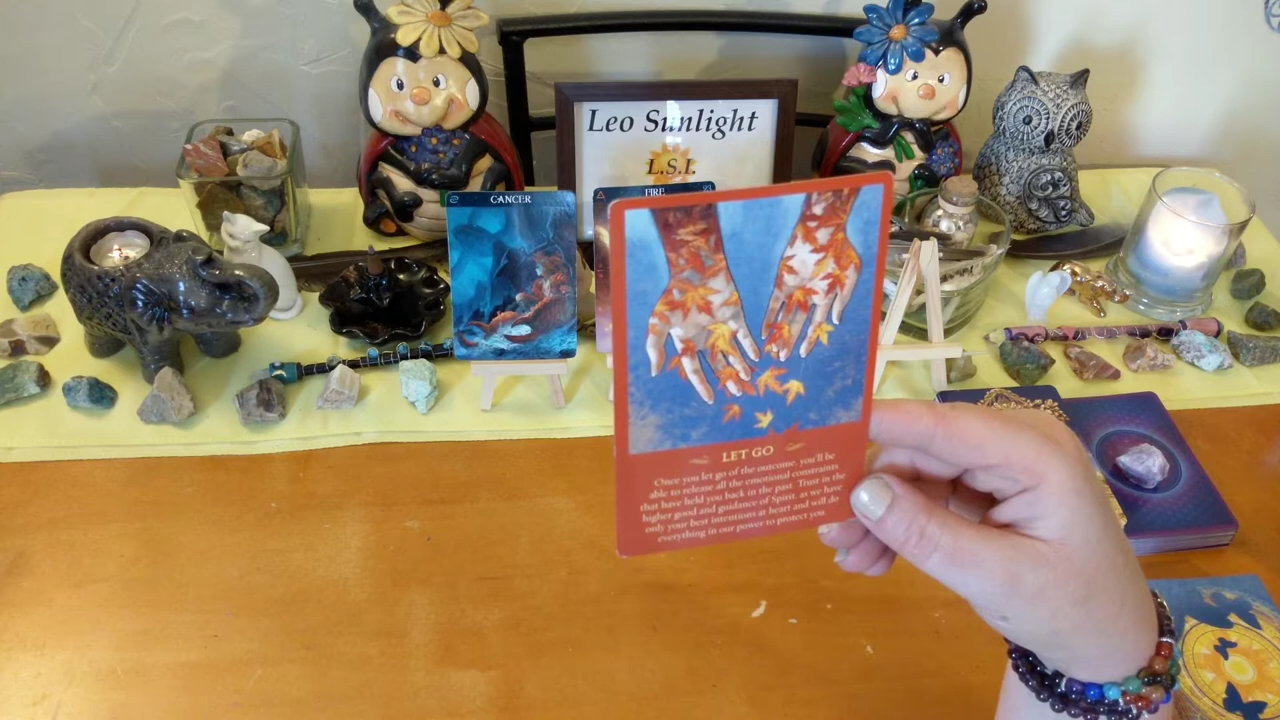 Leo Sunlight
L.S.I.
CANCER
FIRE 23
LET GO
Once you let go of the outcome, you'll be
able to release all the emotional constraints
that have held you back in the past. Trust in the
higher good and guidance of Spirit, as we have
only your best intentions at heart and will do
everything in our power to protect you.